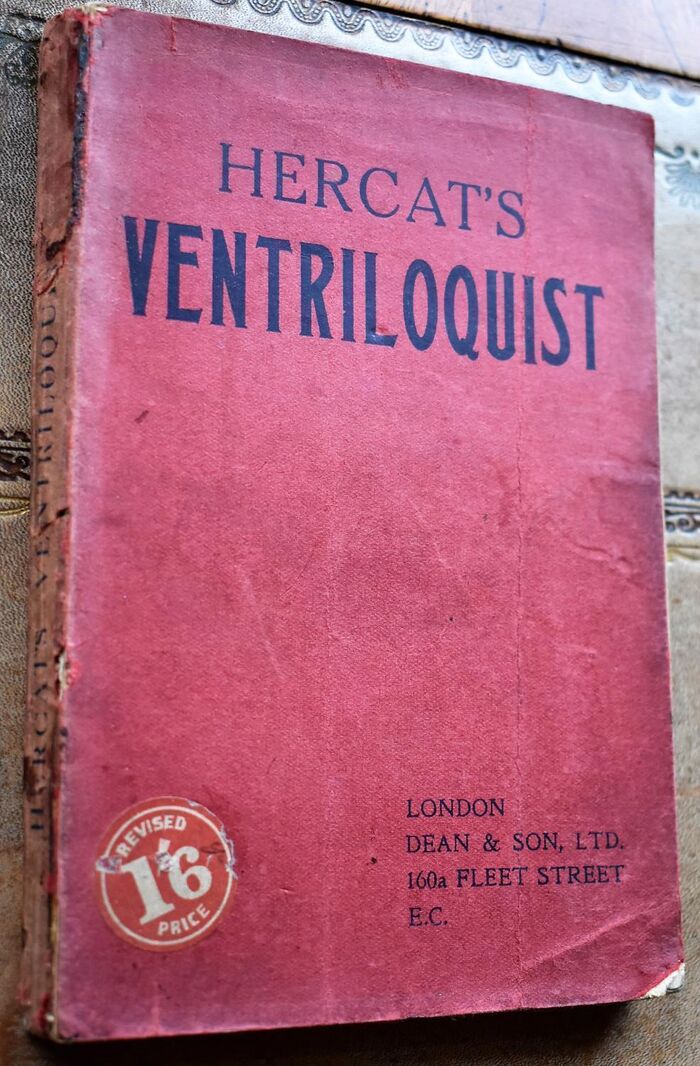 HERCAT'S
VENTRILOQUIST
LONDON
DEAN & SON, LTD.
160a FLEET STREET
E.C.
REVISED
1'6
PRICE
HERCAT'S VENTRILOQU